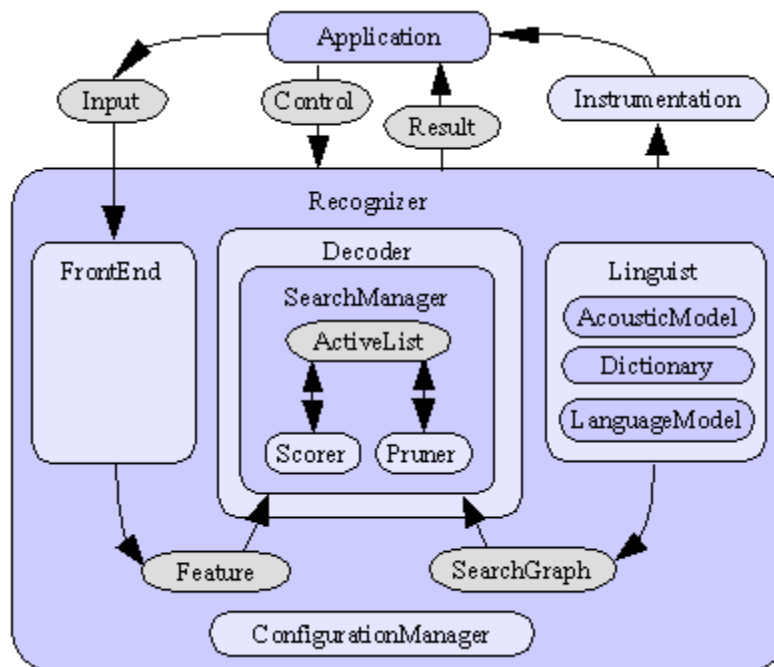 Application
Input
Control
Result
Instrumentation
Recognizer
FrontEnd
Decoder
SearchManager
ActiveList
Scorer
Pruner
Linguist
AcousticModel
Dictionary
LanguageModel
Feature
SearchGraph
ConfigurationManager